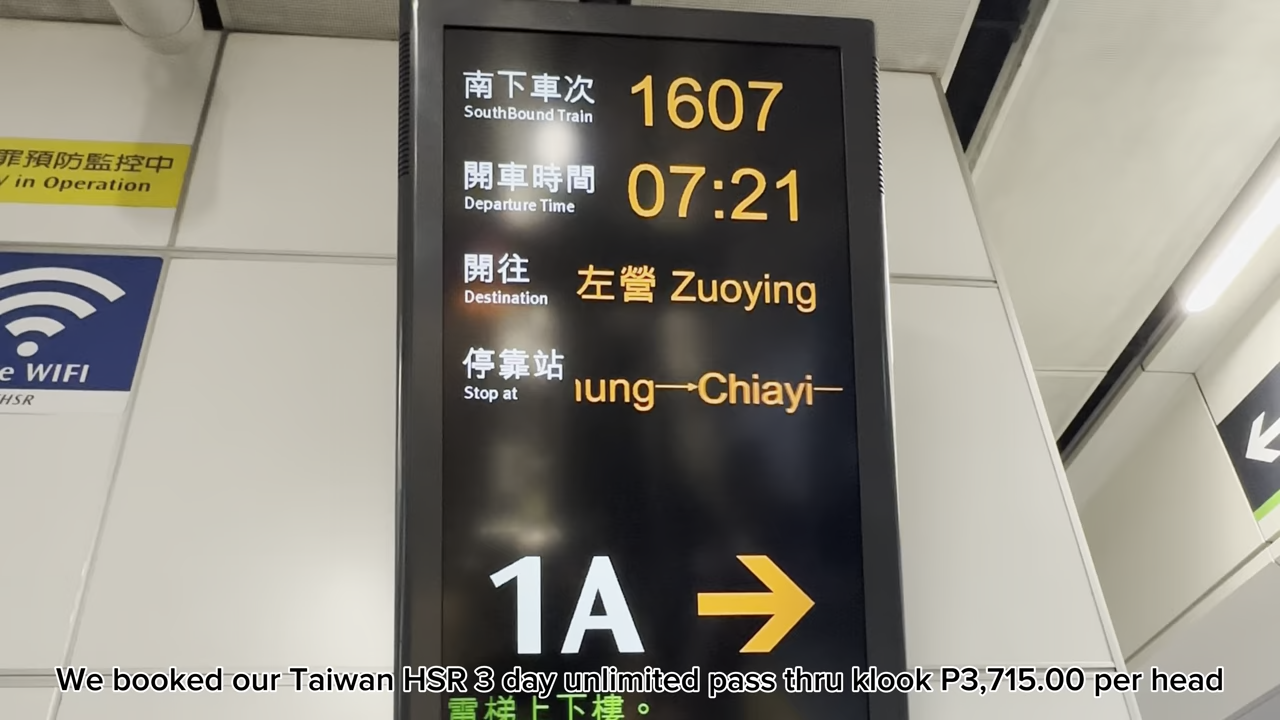 南下車次 1607
SouthBound Train
開車時間 07:21
Departure Time
開往 左營 Zuoying
Destination
停靠站
Stop at
Chiayi
1A
罪預防監控中
in Operation
WIFI
HSR
We booked our Taiwan HSR 3 day unlimited pass thru klook P3,715.00 per head
電梯上下樓。